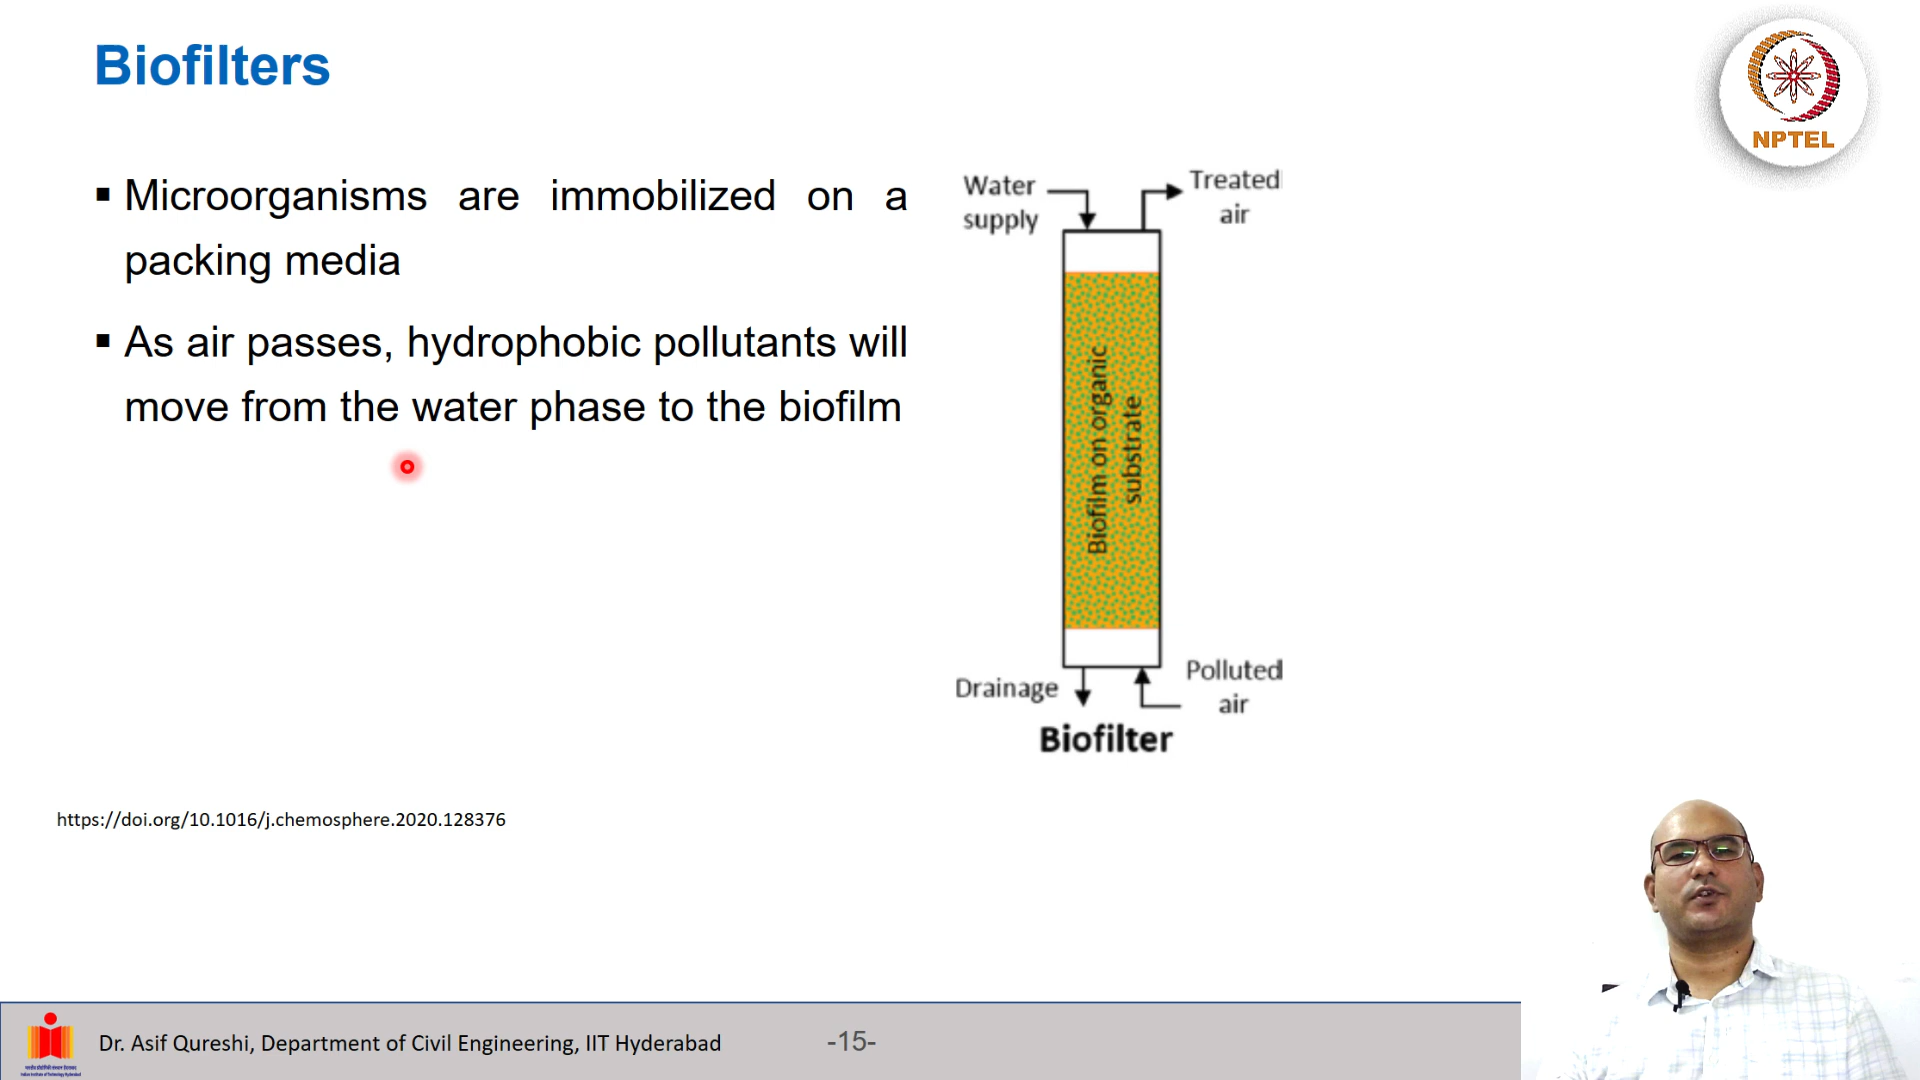 Biofilters
NPTEL
▪ Microorganisms are immobilized on a
packing media
▪ As air passes, hydrophobic pollutants will
move from the water phase to the biofilm
Water
supply
Treated
air
Biofilm on organic
substrate
Drainage
Polluted
air
Biofilter
https://doi.org/10.1016/j.chemosphere.2020.128376
Dr. Asif Qureshi, Department of Civil Engineering, IIT Hyderabad
-15-